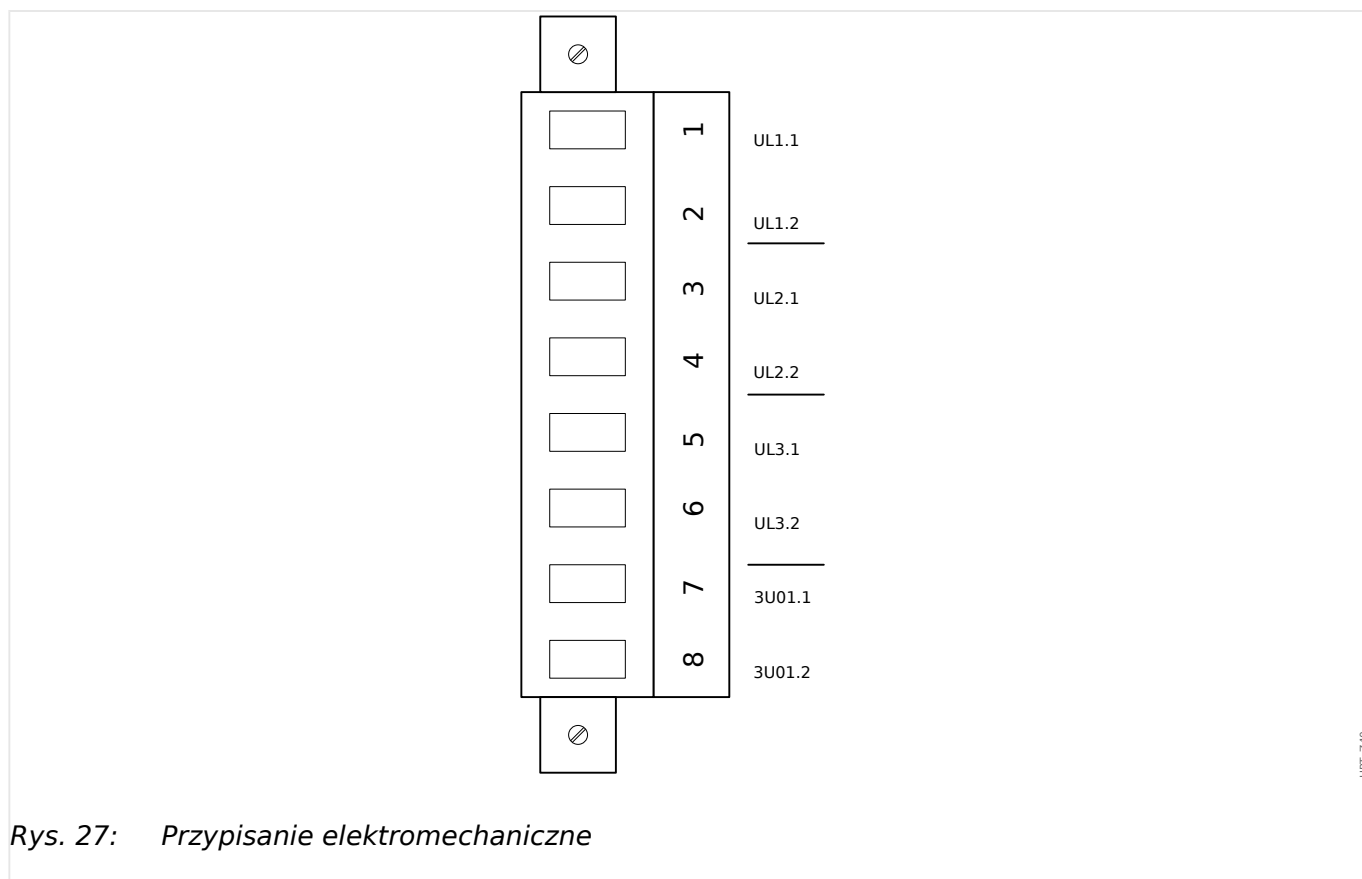 1 UL1.1
2 UL1.2
3 UL2.1
4 UL2.2
5 UL3.1
6 UL3.2
7 3U01.1
8 3U01.2
Rys. 27: Przypisanie elektromechaniczne